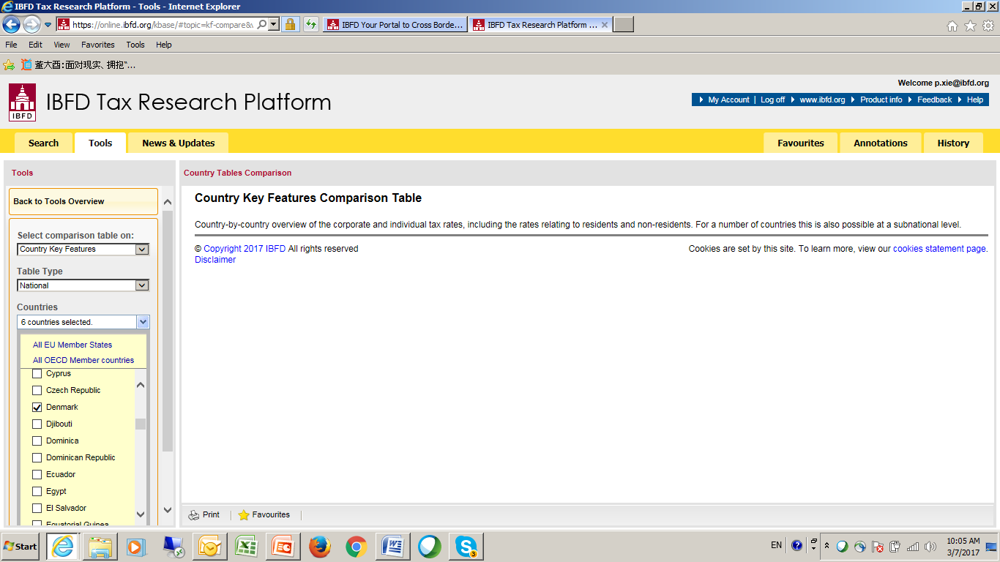 IBFD Tax Research Platform - Tools - Internet Explorer
https://online.ibfd.org/kbase/#topic=kf-compare&v
IBFD Your Portal to Cross Borde...
IBFD Tax Research Platform ...
File Edit View Favorites Tools Help
董大酉:面对现实、拥抱“...
Welcome p.xie@ibfd.org
IBFD
IBFD Tax Research Platform
My Account | Log off www.ibfd.org Product info Feedback Help
Search Tools News & Updates Favourites Annotations History
Tools
Country Tables Comparison
Back to Tools Overview
Select comparison table on:
Country Key Features
Table Type
National
Countries
6 countries selected.
All EU Member States
All OECD Member countries
Cyprus
Czech Republic
Denmark
Djibouti
Dominica
Dominican Republic
Ecuador
Egypt
El Salvador
Equatorial Guinea
Country Key Features Comparison Table
Country-by-country overview of the corporate and individual tax rates, including the rates relating to residents and non-residents. For a number of countries this is also possible at a subnational level.
© Copyright 2017 IBFD All rights reserved
Disclaimer
Cookies are set by this site. To learn more, view our cookies statement page.
Print Favourites
Start
3
EN
10:05 AM
3/7/2017